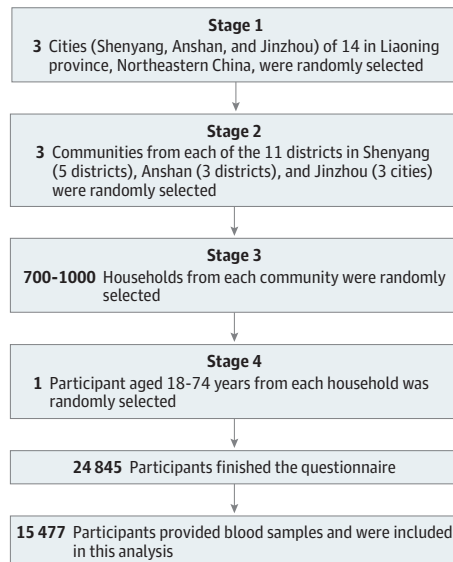 Stage 1
3 Cities (Shenyang, Anshan, and Jinzhou) of 14 in Liaoning
province, Northeastern China, were randomly selected
Stage 2
3 Communities from each of the 11 districts in Shenyang
(5 districts), Anshan (3 districts), and Jinzhou (3 cities)
were randomly selected
Stage 3
700-1000 Households from each community were randomly
selected
Stage 4
1 Participant aged 18-74 years from each household was
randomly selected
24 845 Participants finished the questionnaire
15 477 Participants provided blood samples and were included
in this analysis